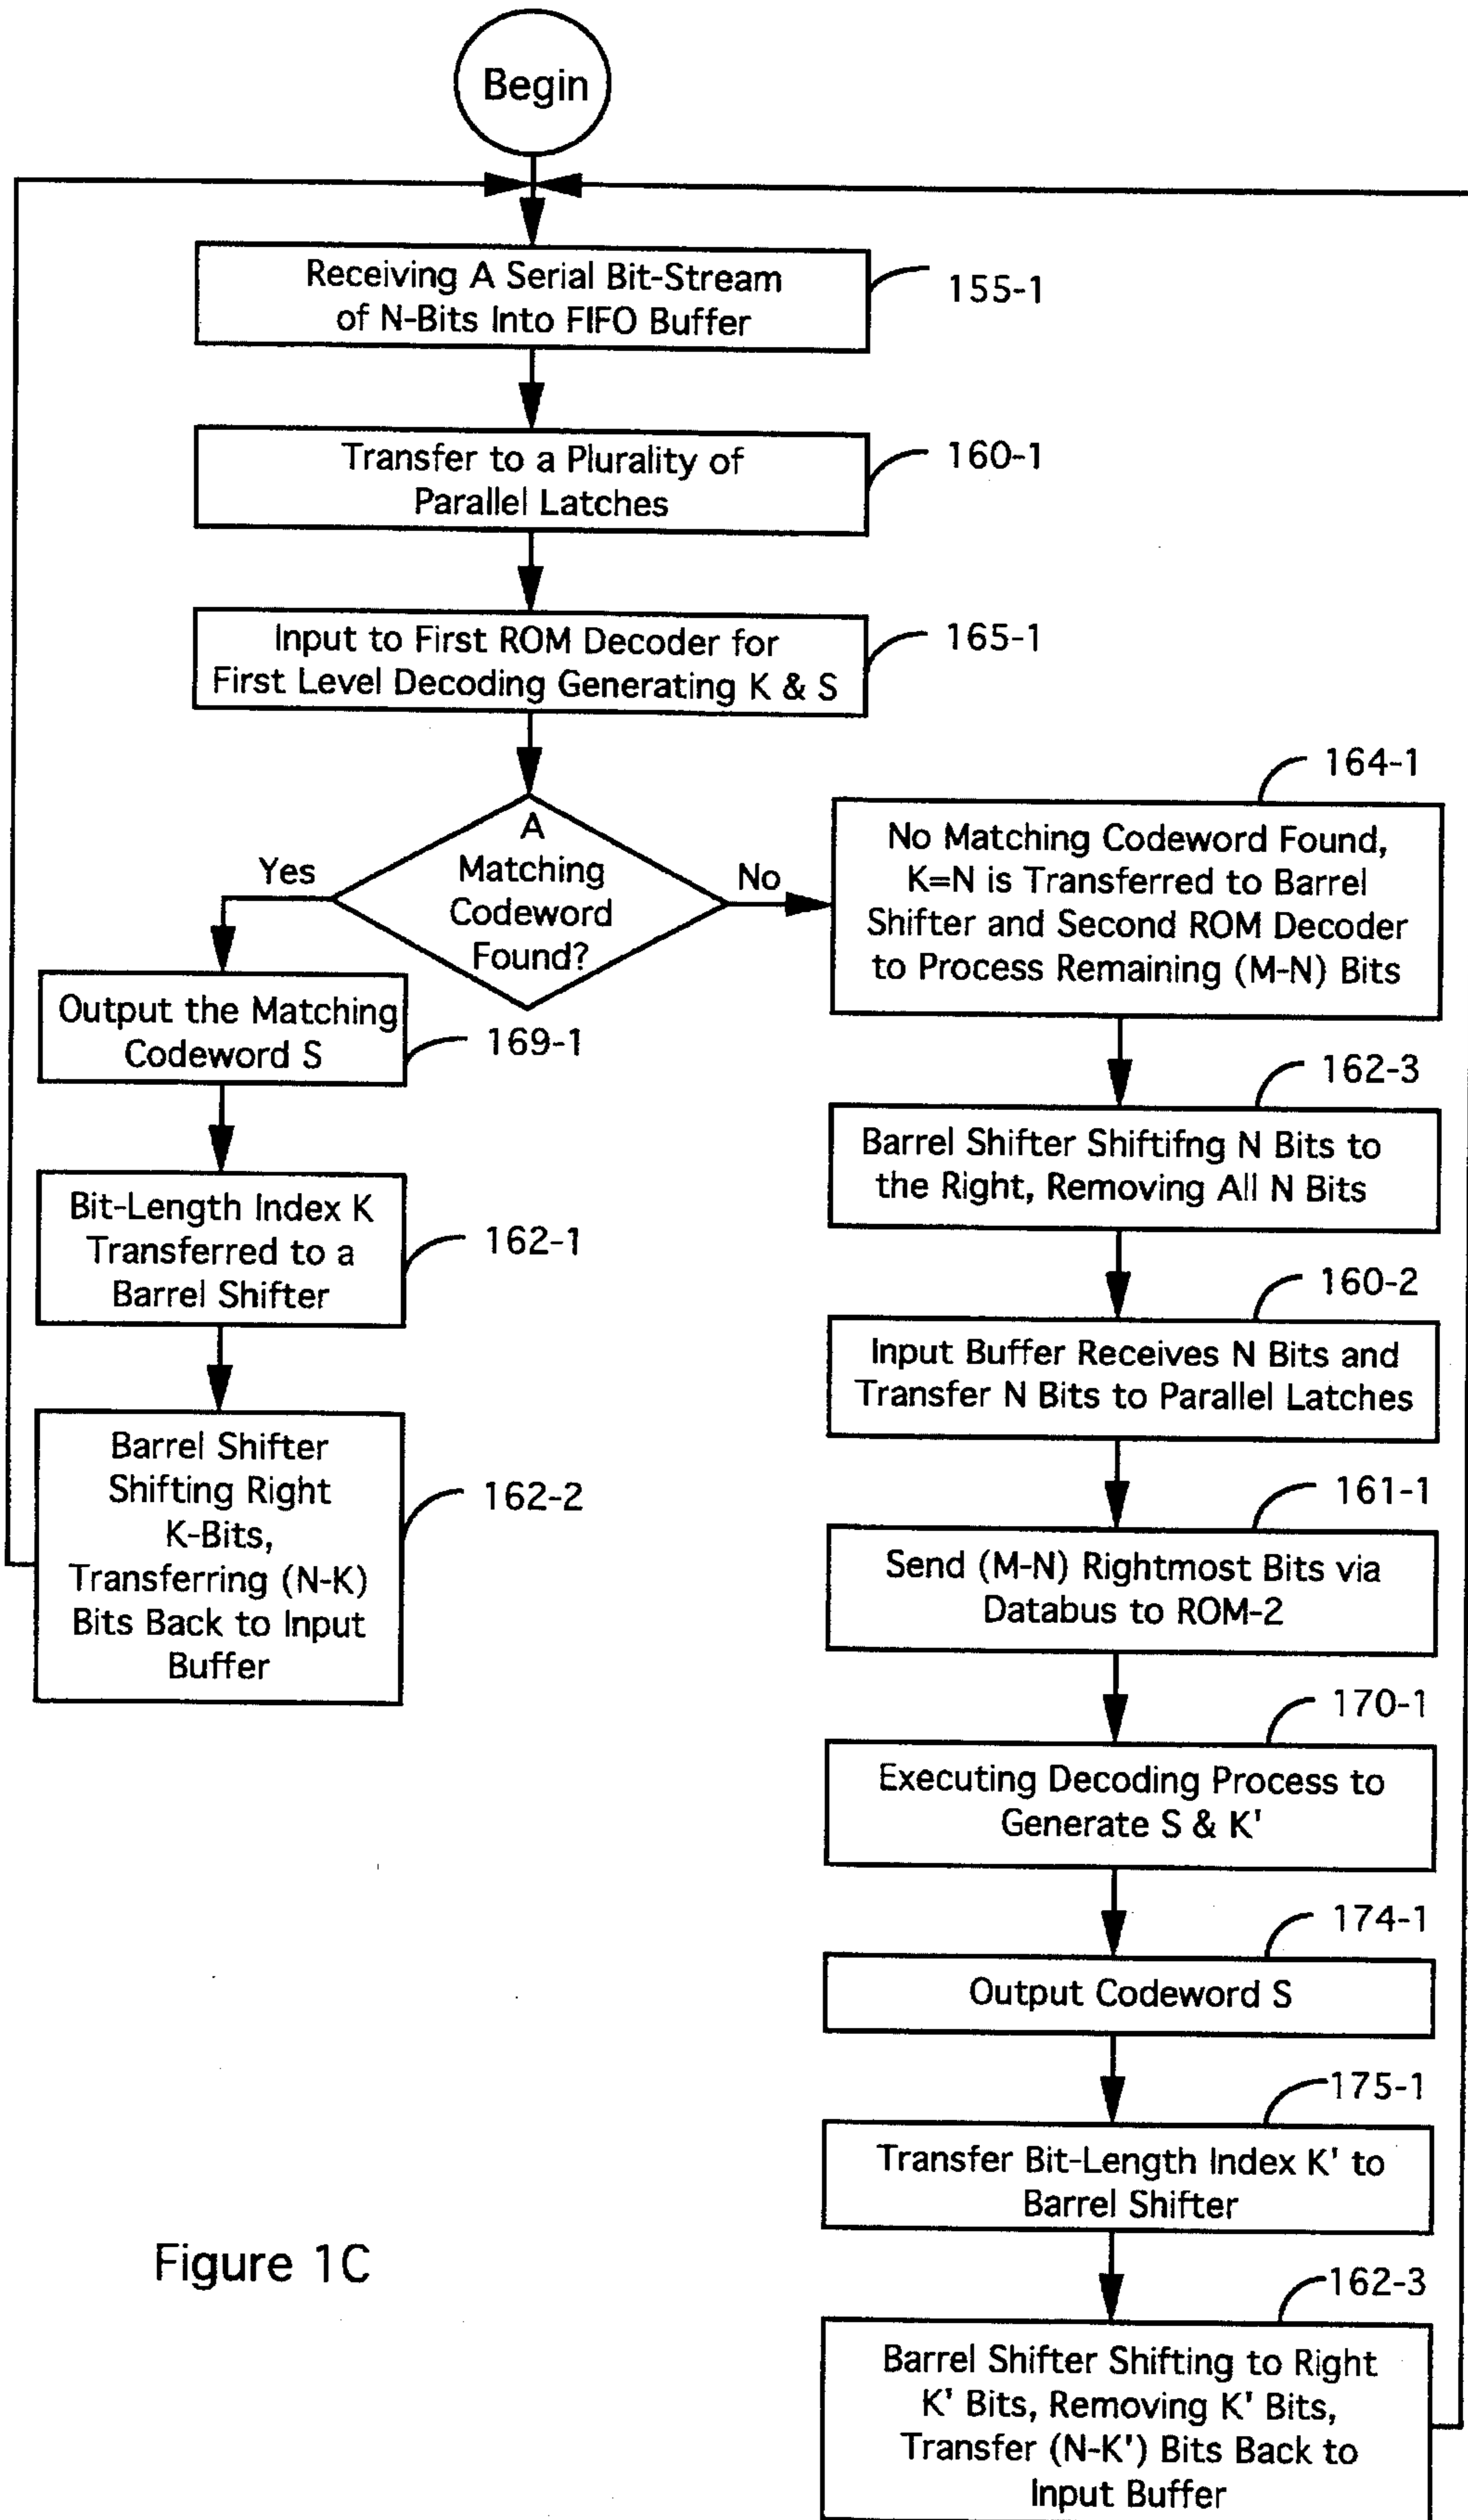 Begin
Receiving A Serial Bit-Stream
of N-Bits Into FIFO Buffer
155-1
Transfer to a Plurality of
Parallel Latches
160-1
Input to First ROM Decoder for
First Level Decoding Generating K & S
165-1
A
Matching
Codeword
Found?
Yes
No
Output the Matching
Codeword S
169-1
Bit-Length Index K
Transferred to a
Barrel Shifter
162-1
Barrel Shifter
Shifting Right
K-Bits,
Transferring (N-K)
Bits Back to Input
Buffer
162-2
164-1
No Matching Codeword Found,
K=N is Transferred to Barrel
Shifter and Second ROM Decoder
to Process Remaining (M-N) Bits
162-3
Barrel Shifter Shiftifng N Bits to
the Right, Removing All N Bits
160-2
Input Buffer Receives N Bits and
Transfer N Bits to Parallel Latches
161-1
Send (M-N) Rightmost Bits via
Databus to ROM-2
170-1
Executing Decoding Process to
Generate S & K'
174-1
Output Codeword S
175-1
Transfer Bit-Length Index K' to
Barrel Shifter
162-3
Barrel Shifter Shifting to Right
K' Bits, Removing K' Bits,
Transfer (N-K') Bits Back to
Input Buffer
Figure 1C